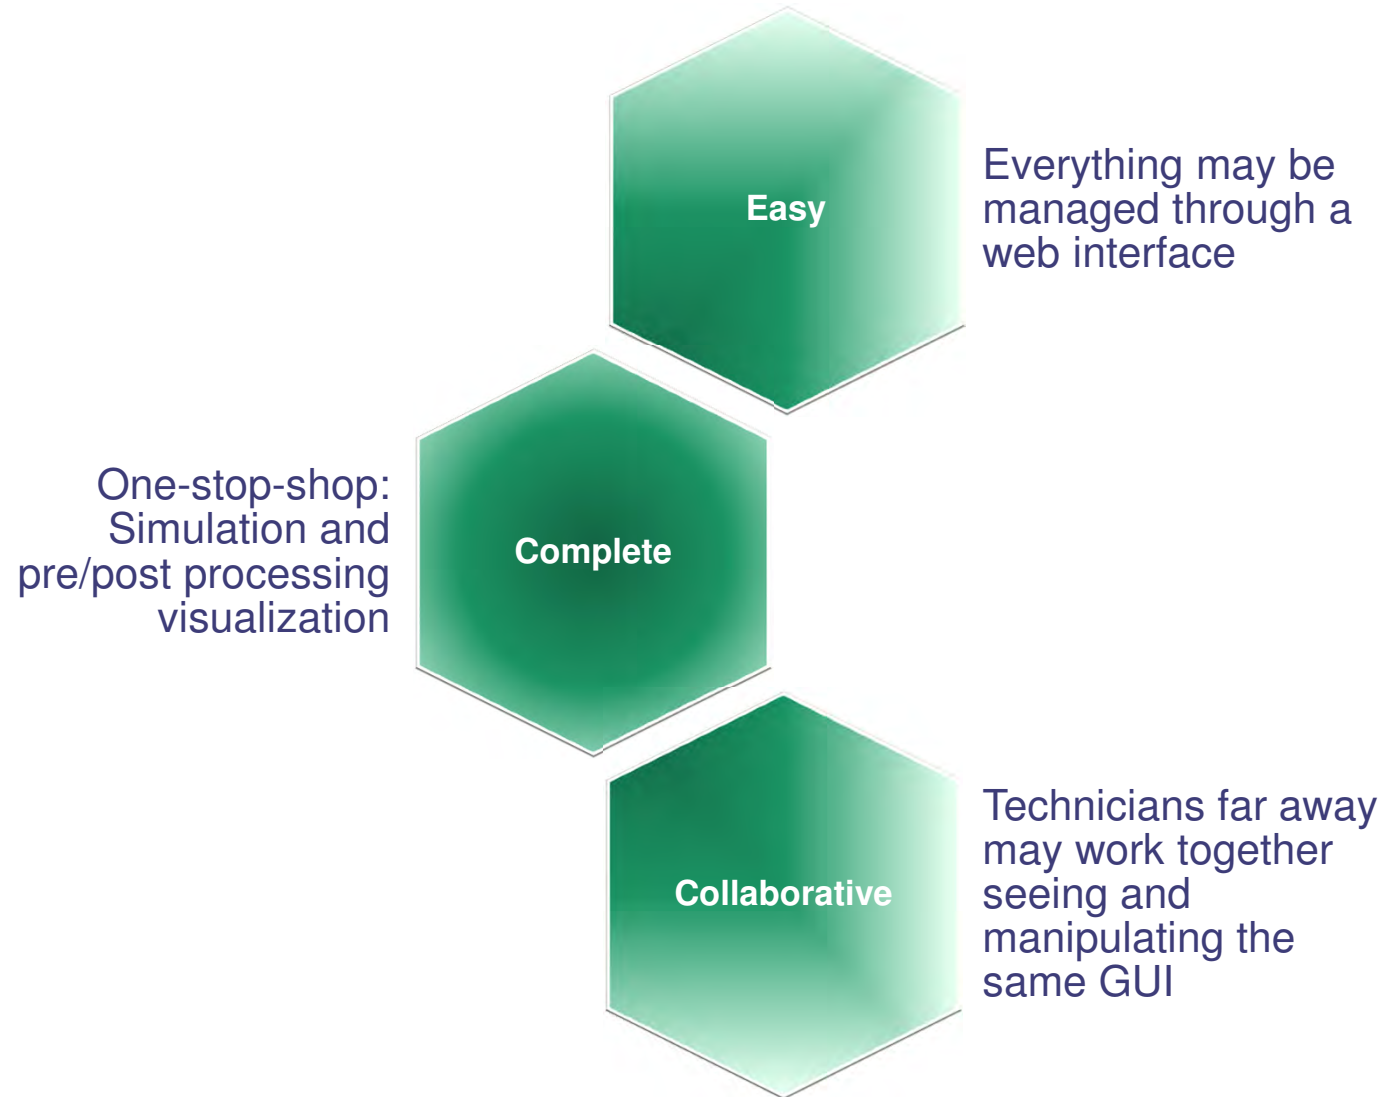 Easy
Everything may be
managed through a
web interface
One-stop-shop:
Simulation and
pre/post processing
visualization
Complete
Collaborative
Technicians far away
may work together
seeing and
manipulating the
same GUI